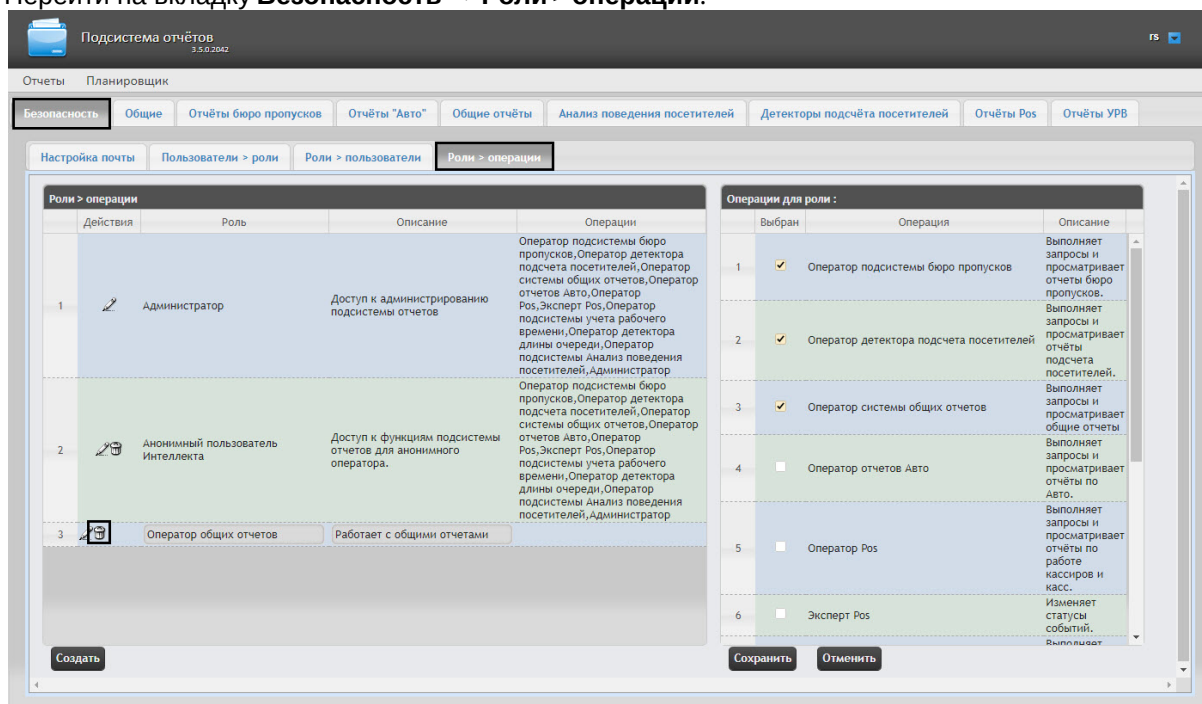 Перейти на вкладку Безопасность -> Роли> операции.
Подсистема отчётов
3.5.0.2042
rs
Отчеты Планировщик
Безопасность Общие Отчёты бюро пропусков Отчёты "Авто" Общие отчёты Анализ поведения посетителей Детекторы подсчёта посетителей Отчёты Pos Отчёты УРВ
Настройка почты Пользователи > роли Роли > пользователи Роли > операции
Роли > операции
Действия Роль Описание Операции
1
Администратор
Доступ к администрированию
подсистемы отчетов
Оператор подсистемы бюро
пропусков,Оператор детектора
подсчета посетителей,Оператор
системы общих отчетов,Оператор
отчетов Авто,Оператор
Pos,Эксперт Pos,Оператор
подсистемы учета рабочего
времени,Оператор детектора
длины очереди,Оператор
подсистемы Анализ поведения
посетителей,Администратор
2
Анонимный пользователь
Интеллекта
Доступ к функциям подсистемы
отчетов для анонимного
оператора.
Оператор подсистемы бюро
пропусков,Оператор детектора
подсчета посетителей,Оператор
системы общих отчетов,Оператор
отчетов Авто,Оператор
Pos,Эксперт Pos,Оператор
подсистемы учета рабочего
времени,Оператор детектора
длины очереди,Оператор
подсистемы Анализ поведения
посетителей,Администратор
3
Оператор общих отчетов
Работает с общими отчетами
Создать
Операции для роли :
Выбран Операция Описание
1
Оператор подсистемы бюро пропусков
Выполняет
запросы и
просматривает
отчеты бюро
пропусков.
2
Оператор детектора подсчета посетителей
Выполняет
запросы и
просматривает
отчёты
подсчета
посетителей.
3
Оператор системы общих отчетов
Выполняет
запросы и
просматривает
общие отчеты
4
Оператор отчетов Авто
Выполняет
запросы и
просматривает
отчёты по
Авто.
5
Оператор Pos
Выполняет
запросы и
просматривает
отчёты по
работе
кассиров и
касс.
6
Эксперт Pos
Изменяет
статусы
событий.
Выполняет
Сохранить Отменить